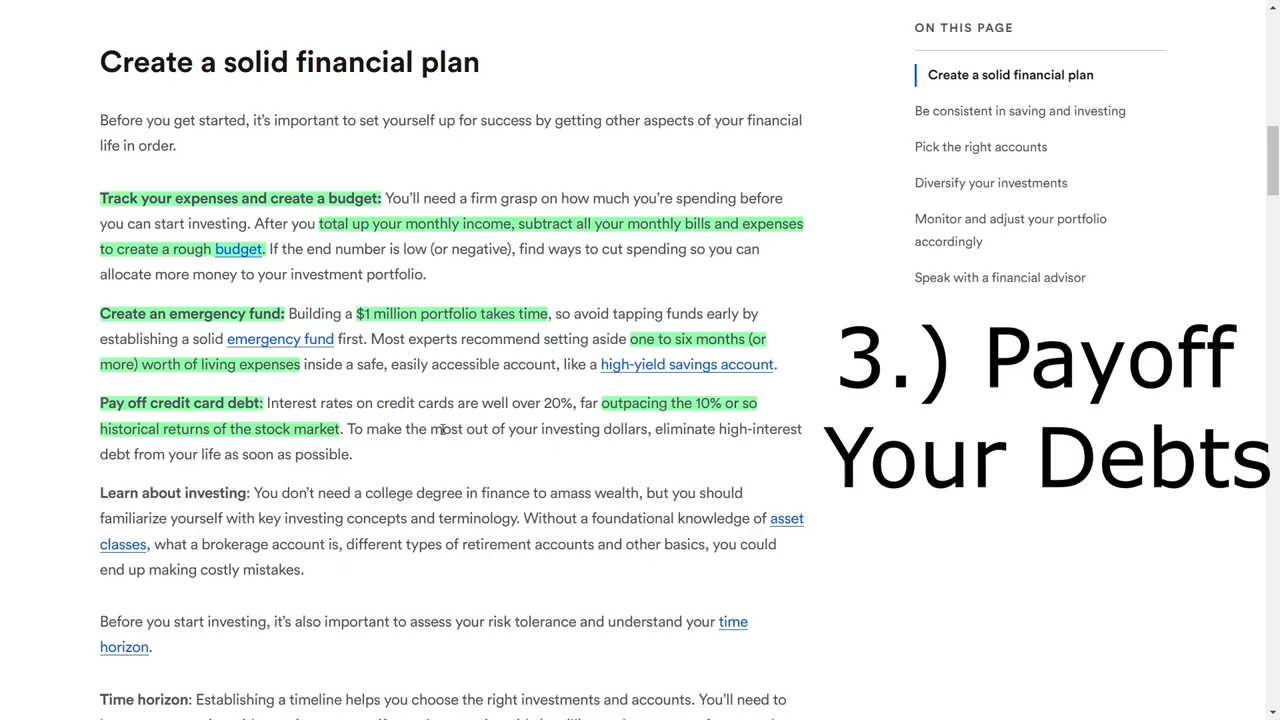 Create a solid financial plan
Before you get started, it’s important to set yourself up for success by getting other aspects of your financial
life in order.
Track your expenses and create a budget: You’ll need a firm grasp on how much you’re spending before
you can start investing. After you total up your monthly income, subtract all your monthly bills and expenses
to create a rough budget. If the end number is low (or negative), find ways to cut spending so you can
allocate more money to your investment portfolio.
Create an emergency fund: Building a $1 million portfolio takes time, so avoid tapping funds early by
establishing a solid emergency fund first. Most experts recommend setting aside one to six months (or
more) worth of living expenses inside a safe, easily accessible account, like a high-yield savings account.
Pay off credit card debt: Interest rates on credit cards are well over 20%, far outpacing the 10% or so
historical returns of the stock market. To make the most out of your investing dollars, eliminate high-interest
debt from your life as soon as possible.
Learn about investing: You don’t need a college degree in finance to amass wealth, but you should
familiarize yourself with key investing concepts and terminology. Without a foundational knowledge of asset
classes, what a brokerage account is, different types of retirement accounts and other basics, you could
end up making costly mistakes.
Before you start investing, it’s also important to assess your risk tolerance and understand your time
horizon.
Time horizon: Establishing a timeline helps you choose the right investments and accounts. You’ll need to
ON THIS PAGE
Create a solid financial plan
Be consistent in saving and investing
Pick the right accounts
Diversify your investments
Monitor and adjust your portfolio
accordingly
Speak with a financial advisor
3.) Payoff
Your Debts